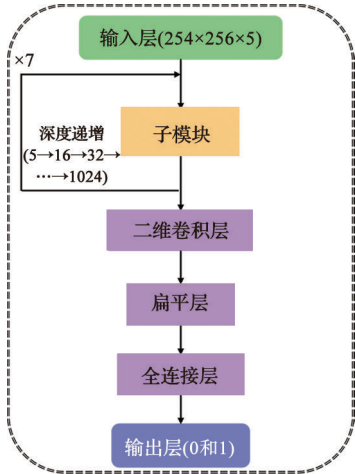 输入层(254×256×5)
×7
深度递增
(5→16→32→
⋯→1024)
子模块
二维卷积层
扁平层
全连接层
输出层(0和1)